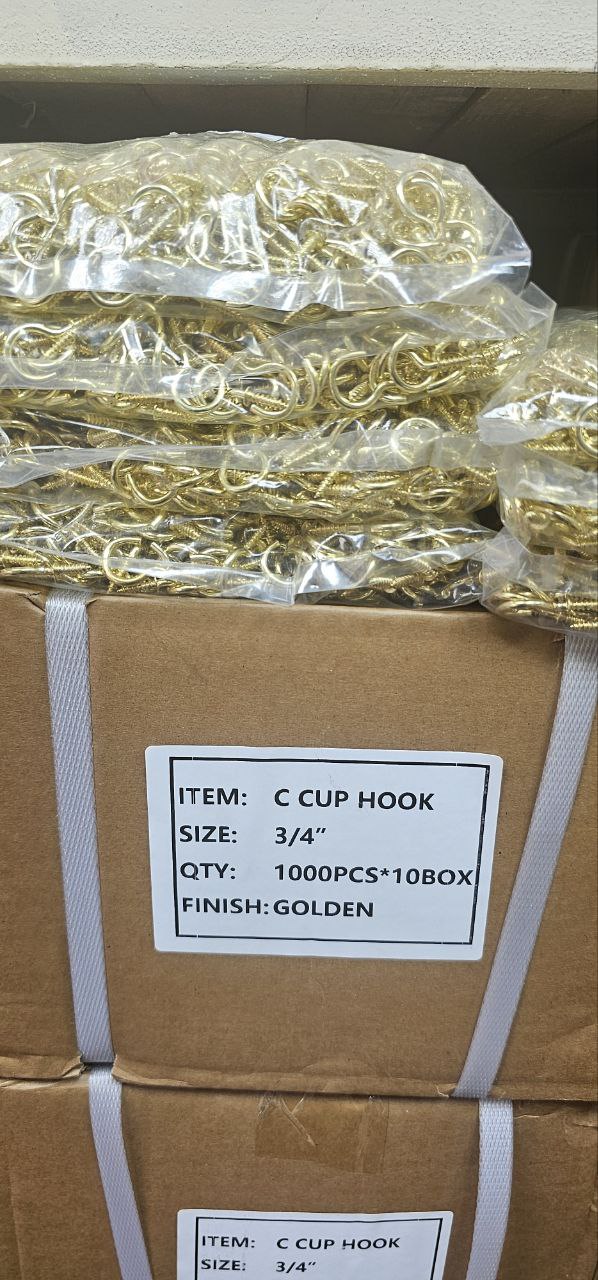 ITEM: C CUP HOOK
SIZE: 3/4"
QTY: 1000PCS*10BOX
FINISH: GOLDEN
ITEM: C CUP HOOK
SIZE: 3/4"